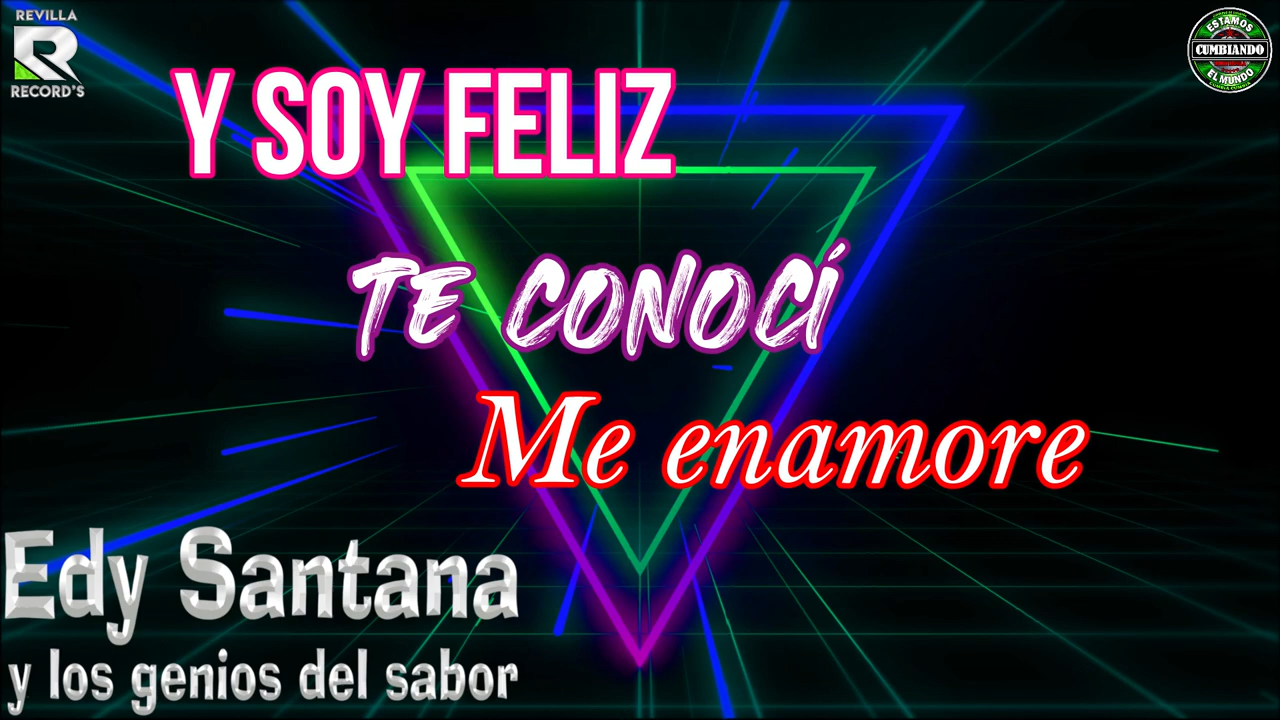 REVILLA
R
RECORD'S
ESTAMOS
CUMBIANDO
EL MUNDO
Y SOY FELIZ
TE CONOCÍ
Me enamore
Edy Santana
y los genios del sabor